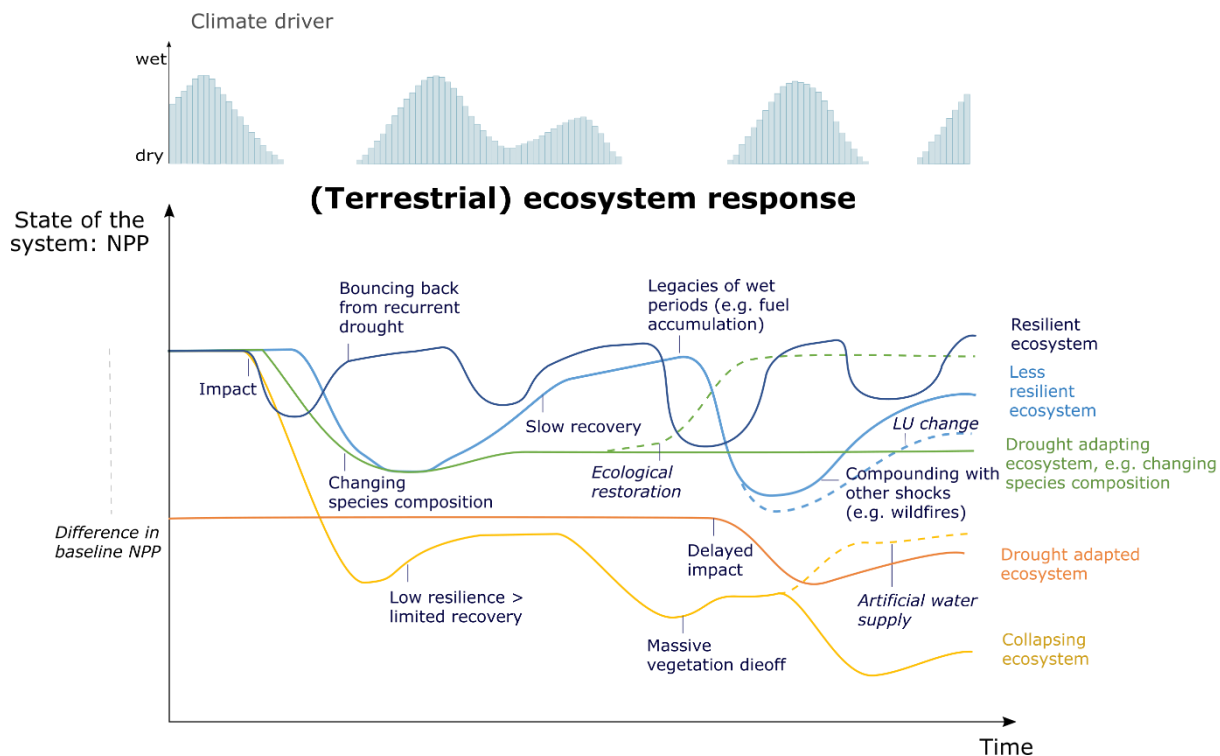 Climate driver
wet
dry
(Terrestrial) ecosystem response
State of the
system: NPP
Bouncing back
from recurrent
drought
Legacies of wet
periods (e.g. fuel
accumulation)
Resilient
ecosystem
Impact
Less
resilient
ecosystem
Slow recovery
LU change
Changing
species composition
Ecological
restoration
Compounding with
other shocks
(e.g. wildfires)
Drought adapting
ecosystem, e.g. changing
species composition
Difference in
baseline NPP
Delayed
impact
Drought adapted
ecosystem
Low resilience >
limited recovery
Artificial water
supply
Massive
vegetation dieoff
Collapsing
ecosystem
Time